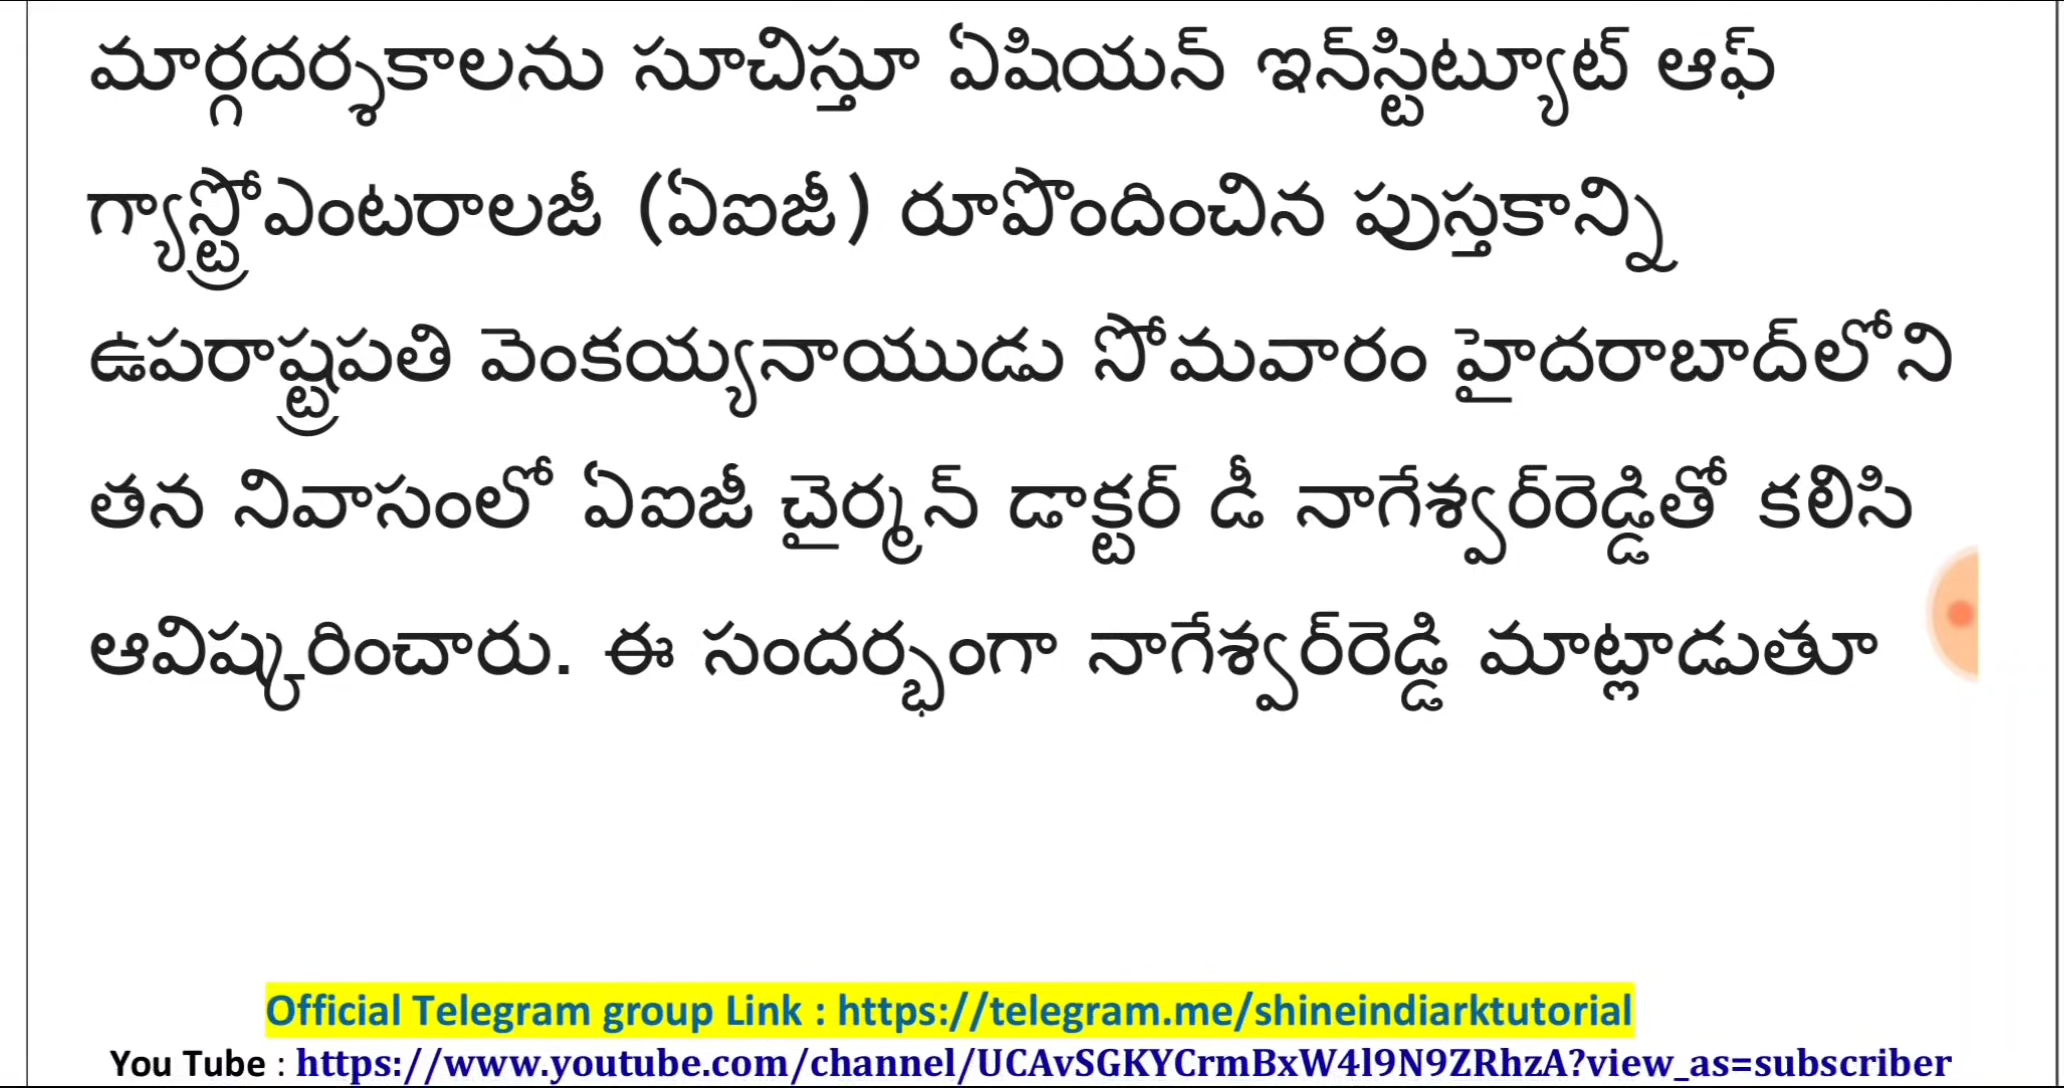 మార్గదర్శకాలను సూచిస్తూ ఏషియన్ ఇన్‌స్టిట్యూట్ ఆఫ్
గ్యాస్ట్రోఎంటరాలజీ (ఏఐజీ) రూపొందించిన పుస్తకాన్ని
ఉపరాష్ట్రపతి వెంకయ్యనాయుడు సోమవారం హైదరాబాద్‌లోని
తన నివాసంలో ఏఐజీ చైర్మన్ డాక్టర్ డీ నాగేశ్వర్‌రెడ్డితో కలిసి
ఆవిష్కరించారు. ఈ సందర్భంగా నాగేశ్వర్‌రెడ్డి మాట్లాడుతూ
Official Telegram group Link : https://telegram.me/shineindiarktutorial
You Tube : https://www.youtube.com/channel/UCAvSGKYCrmBxW4l9N9ZRhzA?view_as=subscriber